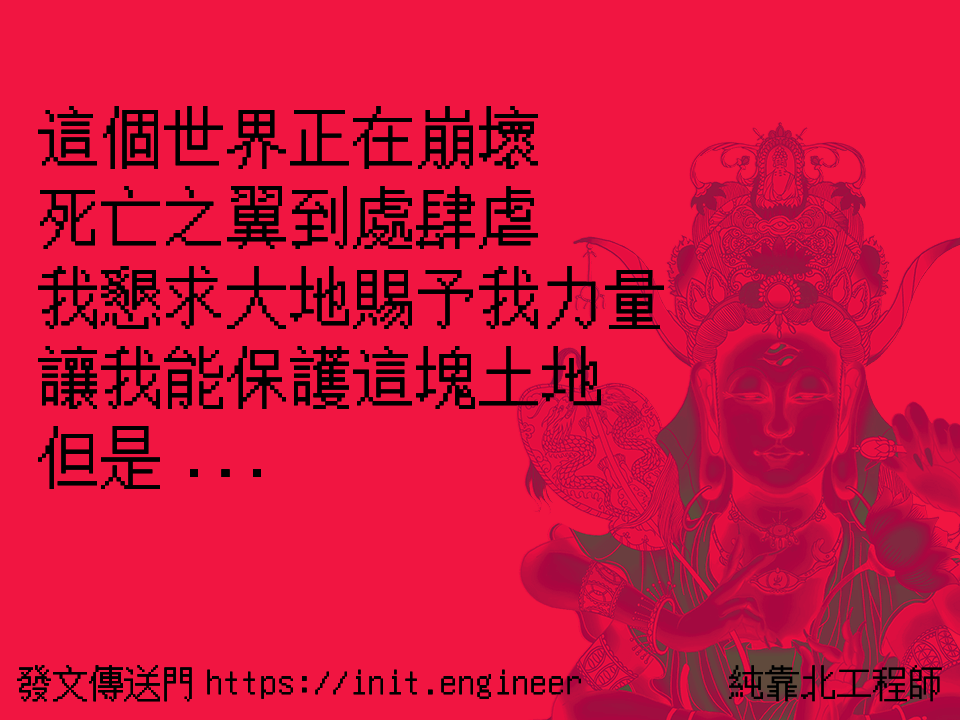 這個世界正在崩壞
死亡之翼到處肆虐
我懇求大地賜予我力量
讓我能保護這塊土地
但是 ...
發文傳送門 https://init.engineer
純靠北工程師